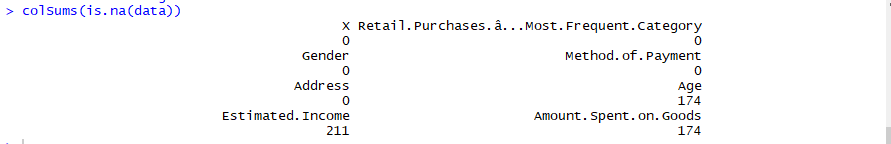 > colSums(is.na(data))
X Retail.Purchases.â...Most.Frequent.Category
0 0
Gender Method.of.Payment
0 0
Address Age
0 174
Estimated.Income Amount.Spent.on.Goods
211 174